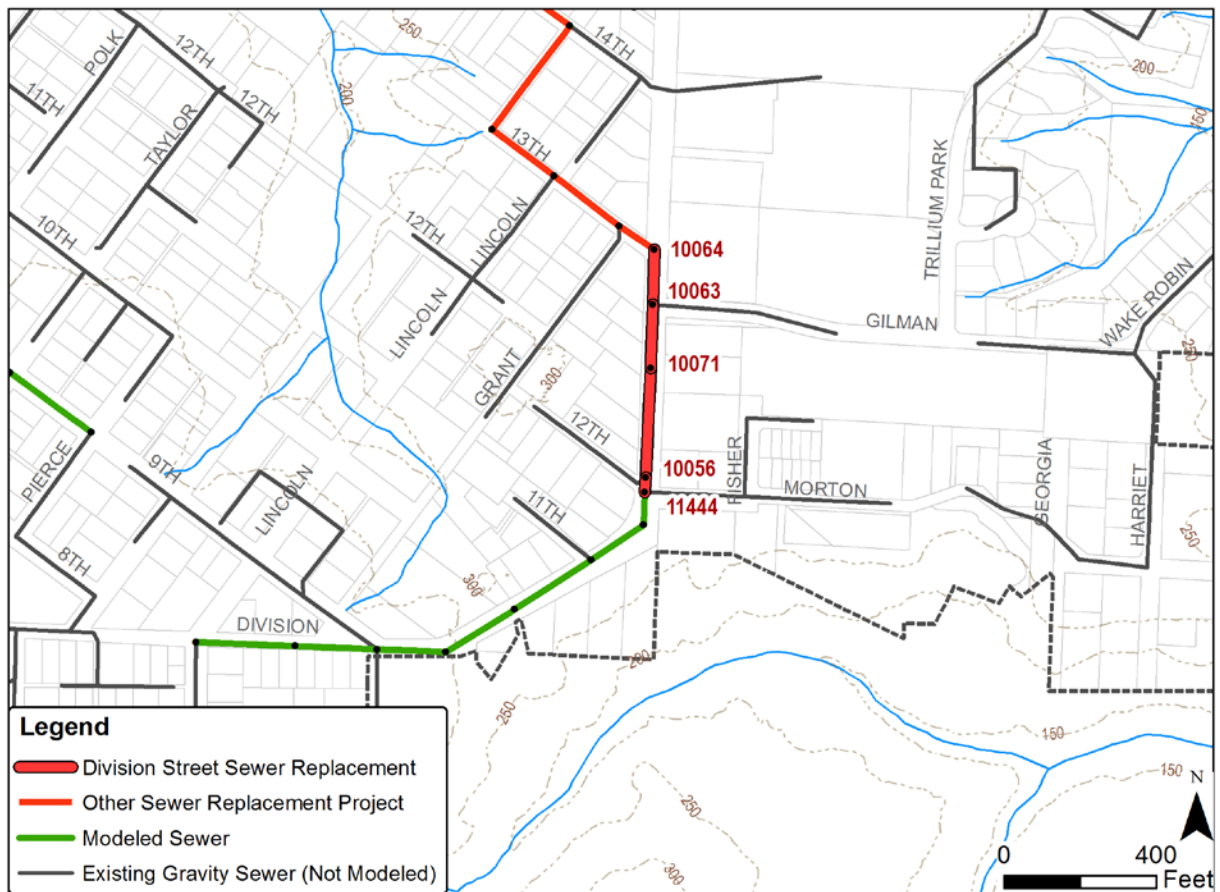 250
14TH
POLK
12TH
200
150
11TH
12TH
200
TAYLOR
13TH
LINCOLN
12TH
10TH
TRILLIUM PARK
10064
10063
WAKE ROBIN
GILMAN
LINCOLN
250
10071
GRANT
300
12TH
PIERCE
9TH
LINCOLN
10056
FISHER
MORTON
11444
GEORGIA
HARRIET
11TH
250
8TH
300
DIVISION
200
250
150
150
250
300
Legend
Division Street Sewer Replacement
Other Sewer Replacement Project
Modeled Sewer
Existing Gravity Sewer (Not Modeled)
N
0 400
Feet